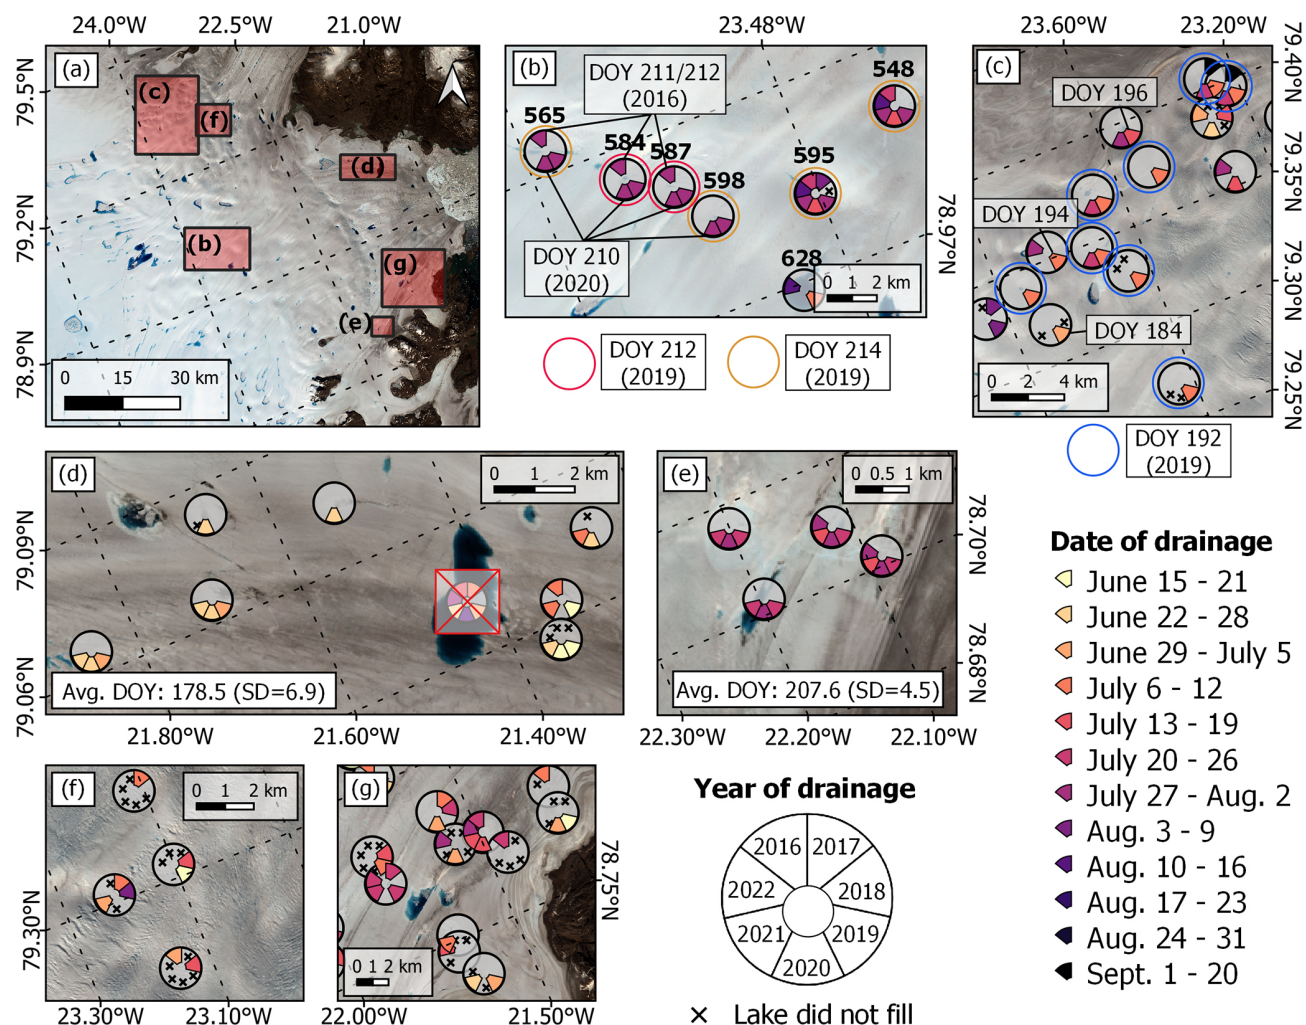 24.0°W 22.5°W 21.0°W
79.5°N
79.2°N
78.9°N
(a)
(c)
(f)
(d)
(b)
(g)
(e)
0 15 30 km
23.48°W
78.97°N
(b)
DOY 211/212
(2016)
548
565
584
587
595
598
628
DOY 210
(2020)
0 1 2 km
DOY 212
(2019)
DOY 214
(2019)
23.60°W 23.20°W
79.40°N
79.35°N
79.30°N
79.25°N
(c)
DOY 196
DOY 194
DOY 184
0 2 4 km
DOY 192
(2019)
(d)
0 1 2 km
79.09°N
79.06°N
Avg. DOY: 178.5 (SD=6.9)
21.80°W 21.60°W 21.40°W
(e)
0 0.5 1 km
78.70°N
78.68°N
Avg. DOY: 207.6 (SD=4.5)
22.30°W 22.20°W 22.10°W
(f)
0 1 2 km
79.30°N
23.30°W 23.10°W
(g)
78.75°N
0 1 2 km
22.00°W 21.50°W
Year of drainage
2016 2017
2022 2018
2021 2019
2020
× Lake did not fill
Date of drainage
June 15 - 21
June 22 - 28
June 29 - July 5
July 6 - 12
July 13 - 19
July 20 - 26
July 27 - Aug. 2
Aug. 3 - 9
Aug. 10 - 16
Aug. 17 - 23
Aug. 24 - 31
Sept. 1 - 20